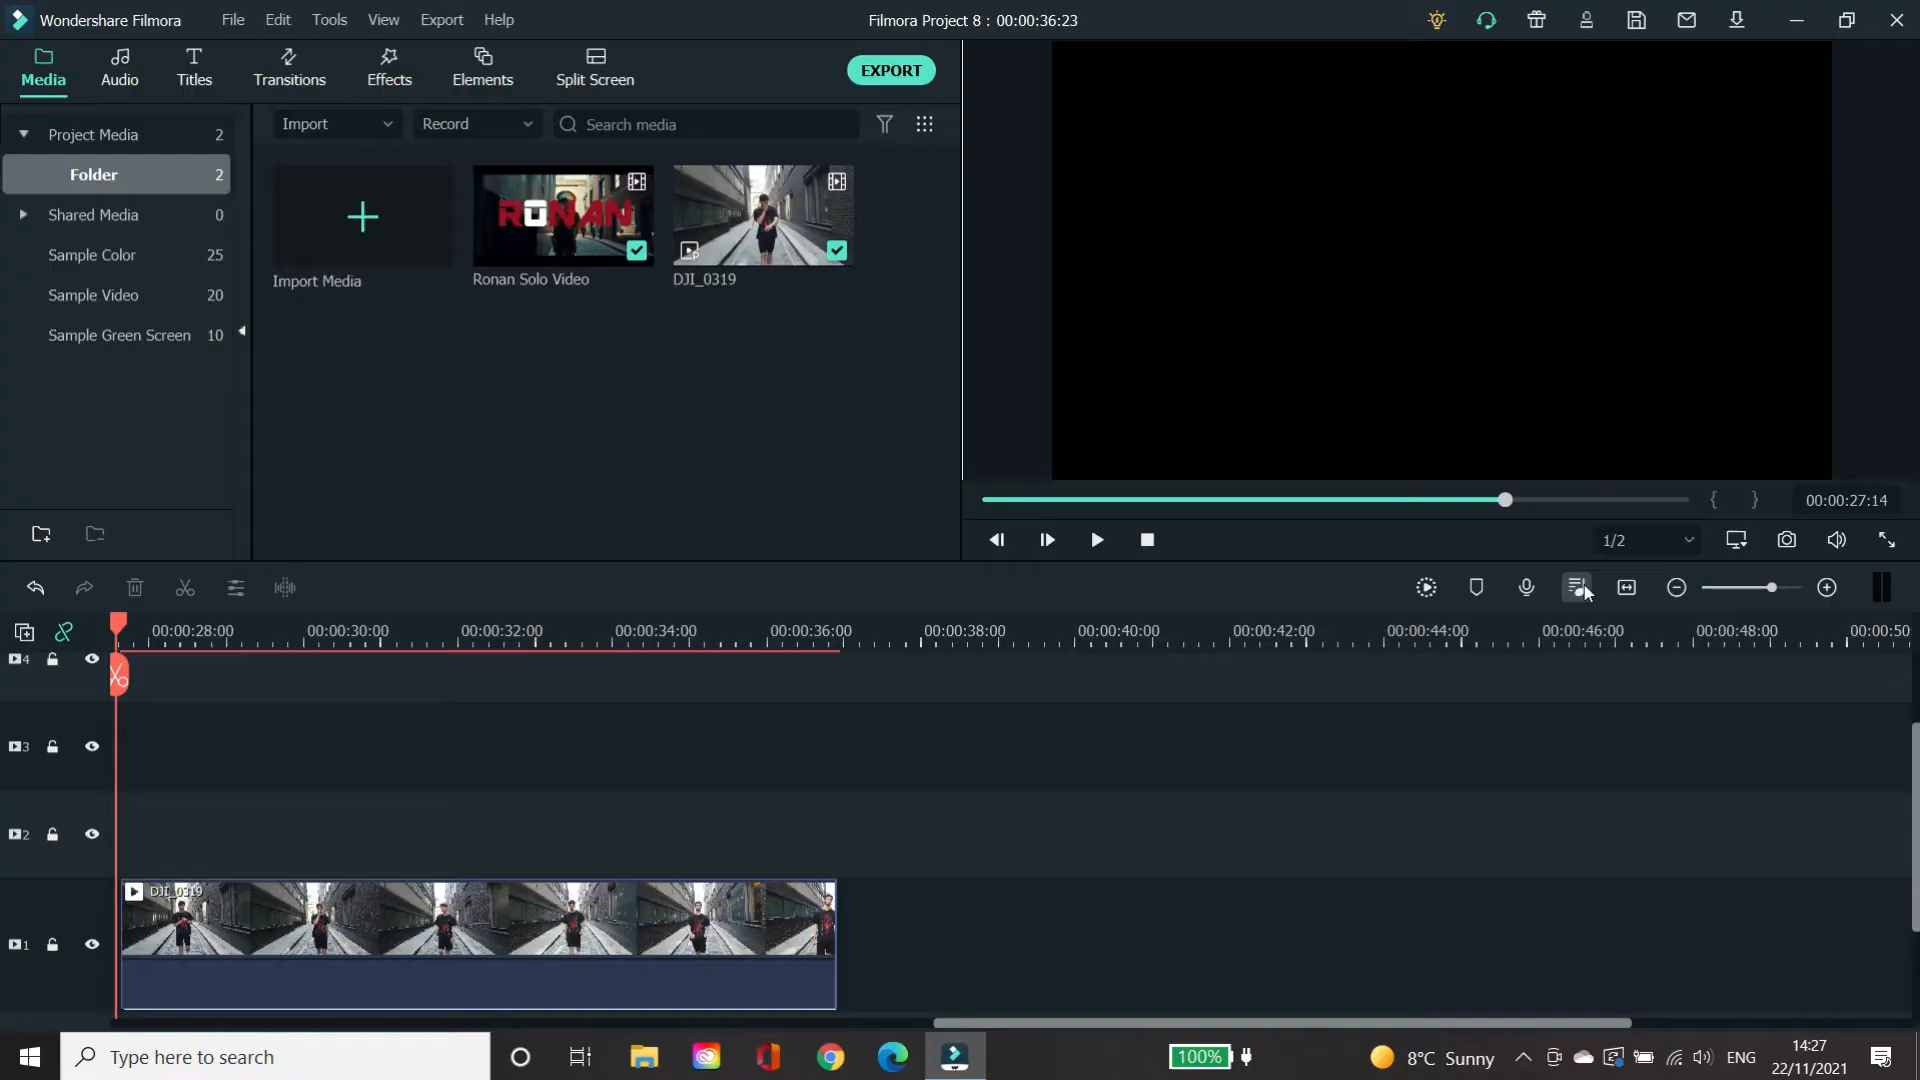 Wondershare Filmora File Edit Tools View Export Help Filmora Project 8 : 00:00:36:23
Media Audio Titles Transitions Effects Elements Split Screen EXPORT
Project Media 2
Folder 2
Shared Media 0
Sample Color 25
Sample Video 20
Sample Green Screen 10
Import Record Search media
Import Media
RONAN
Ronan Solo Video
DJI_0319
00:00:27:14
1/2
00:00:28:00 00:00:30:00 00:00:32:00 00:00:34:00 00:00:36:00 00:00:38:00 00:00:40:00 00:00:42:00 00:00:44:00 00:00:46:00 00:00:48:00 00:00:50
4
3
2
1
DJI_0319
Type here to search
100%
8°C Sunny
ENG
14:27
22/11/2021